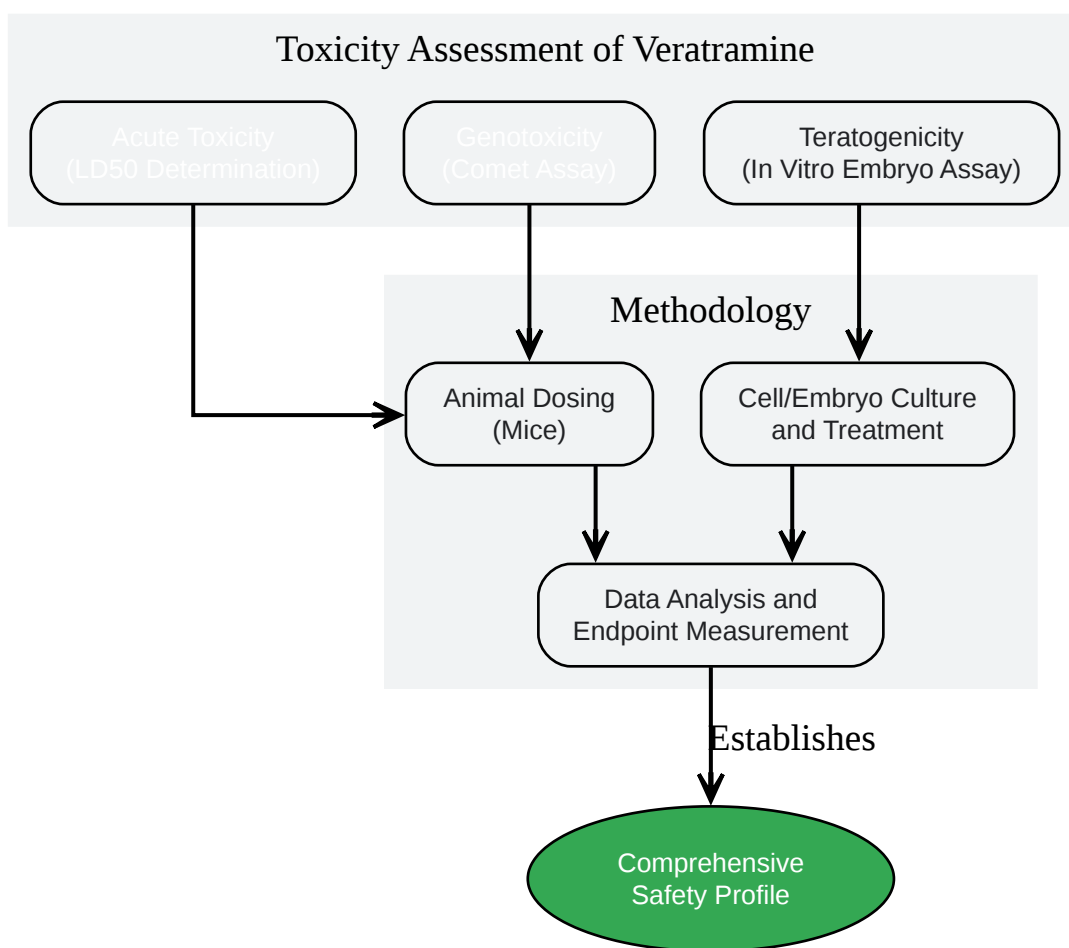 Toxicity Assessment of Veratramine
Acute Toxicity
(LD50 Determination)
Genotoxicity
(Comet Assay)
Teratogenicity
(In Vitro Embryo Assay)
Methodology
Animal Dosing
(Mice)
Cell/Embryo Culture
and Treatment
Data Analysis and
Endpoint Measurement
Establishes
Comprehensive
Safety Profile